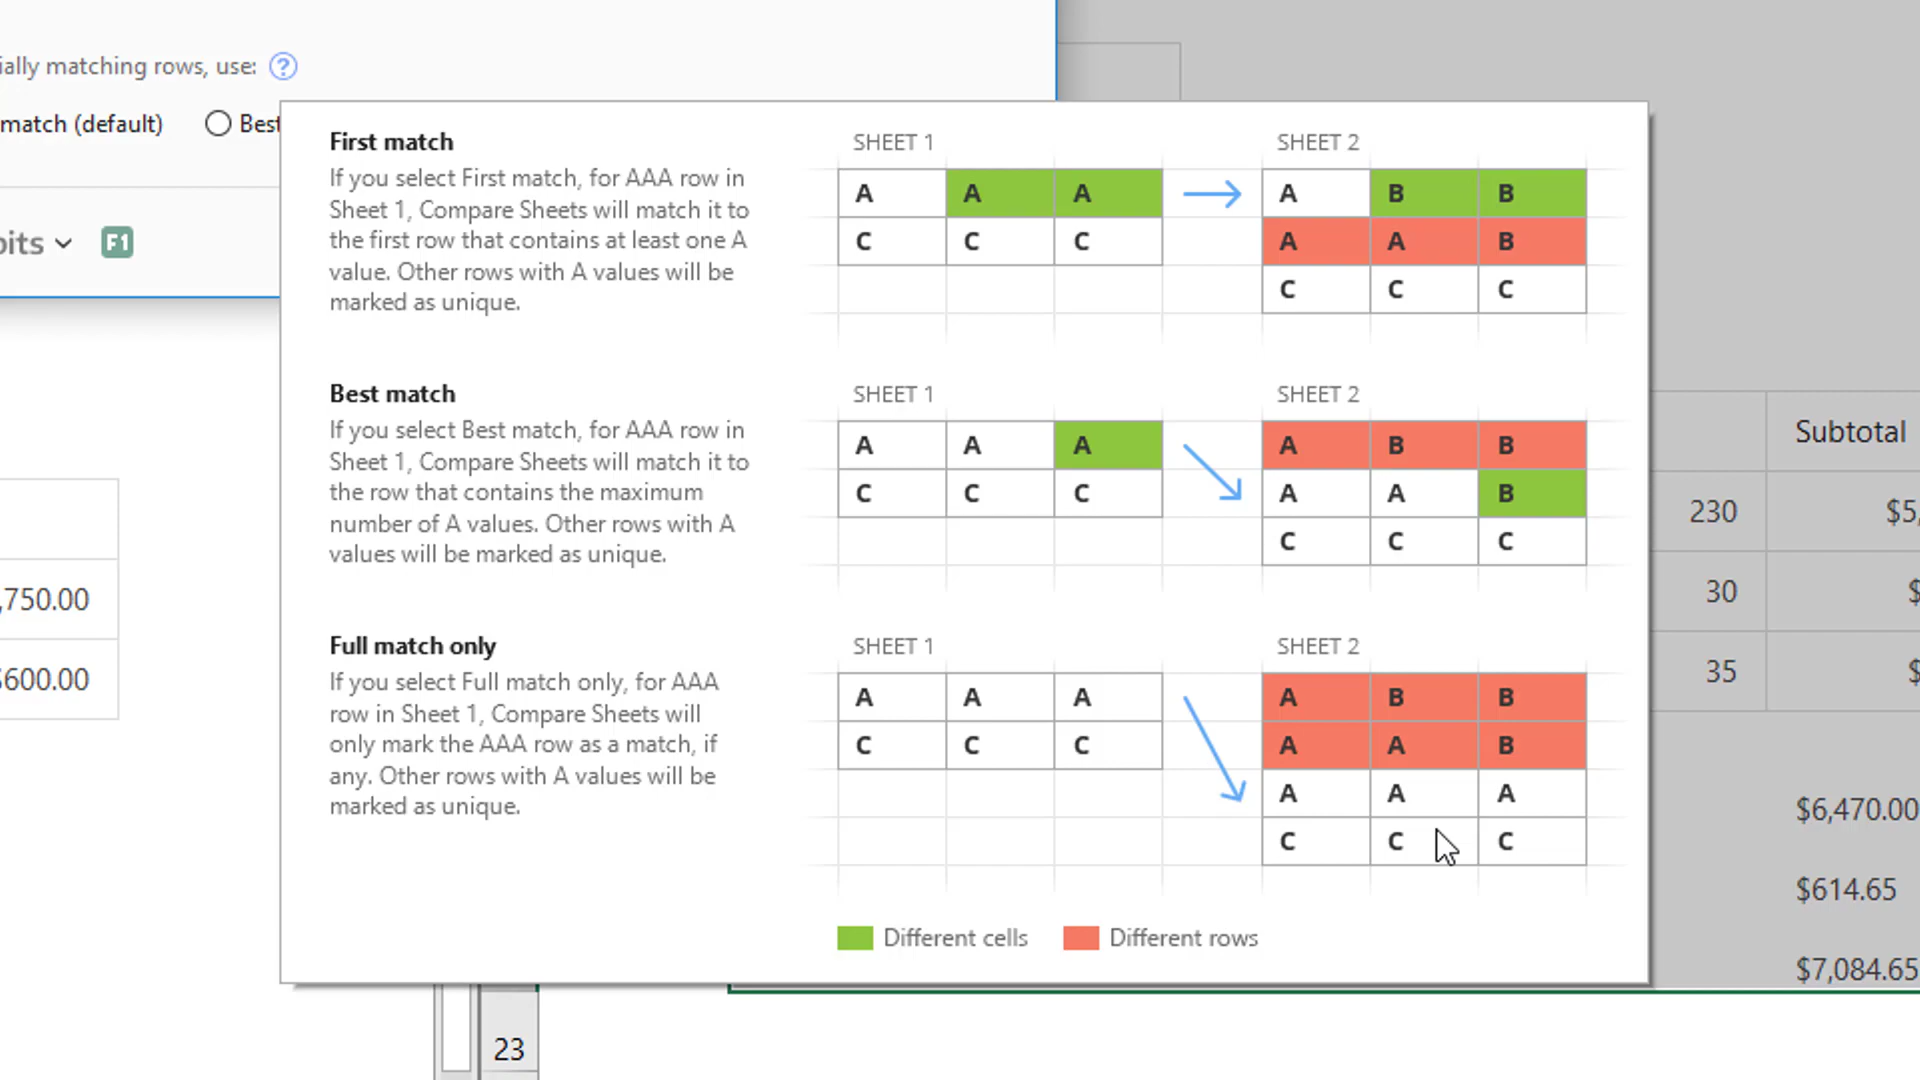 ially matching rows, use: ?
match (default) Best
bits F1
First match
If you select First match, for AAA row in
Sheet 1, Compare Sheets will match it to
the first row that contains at least one A
value. Other rows with A values will be
marked as unique.
SHEET 1 SHEET 2
A A A A B B
C C C A A B
C C C
Best match
If you select Best match, for AAA row in
Sheet 1, Compare Sheets will match it to
the row that contains the maximum
number of A values. Other rows with A
values will be marked as unique.
SHEET 1 SHEET 2
A A A A B B
C C C A A B
C C C
Full match only
If you select Full match only, for AAA
row in Sheet 1, Compare Sheets will
only mark the AAA row as a match, if
any. Other rows with A values will be
marked as unique.
SHEET 1 SHEET 2
A A A A B B
C C C A A B
A A A
C C C
Different cells Different rows
,750.00
$600.00
Subtotal
230 $5,
30 $
35 $
$6,470.00
$614.65
$7,084.65
23